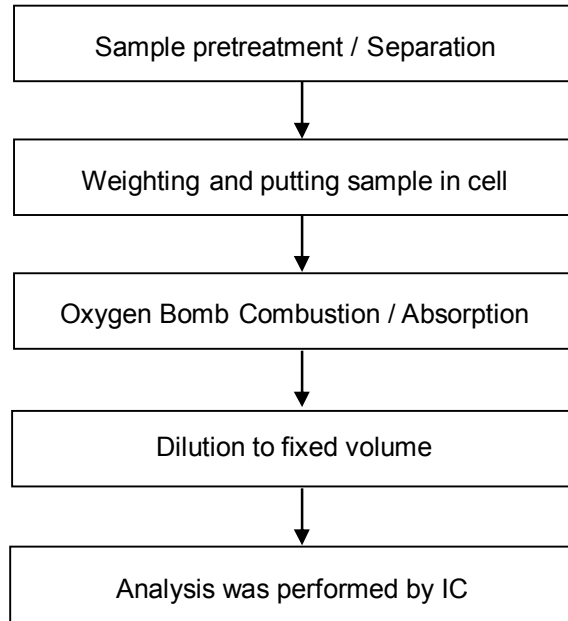 Sample pretreatment / Separation
Weighting and putting sample in cell
Oxygen Bomb Combustion / Absorption
Dilution to fixed volume
Analysis was performed by IC